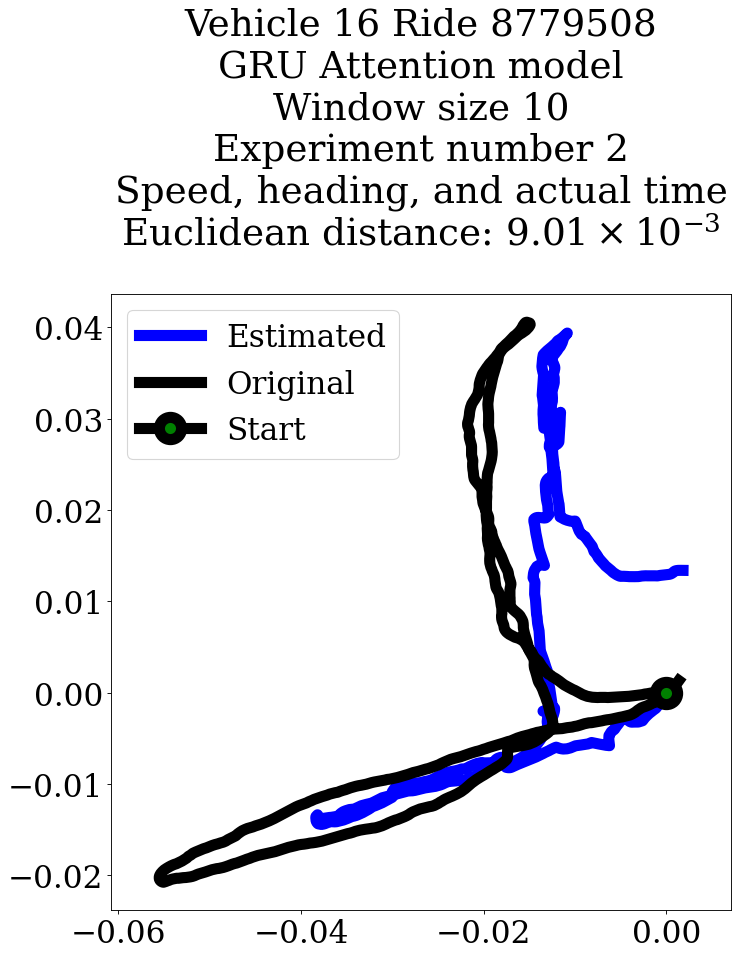 Vehicle 16 Ride 8779508
GRU Attention model
Window size 10
Experiment number 2
Speed, heading, and actual time
Euclidean distance: 9.01 × 10⁻³
Estimated
Original
Start
0.04
0.03
0.02
0.01
0.00
−0.01
−0.02
−0.06 −0.04 −0.02 0.00